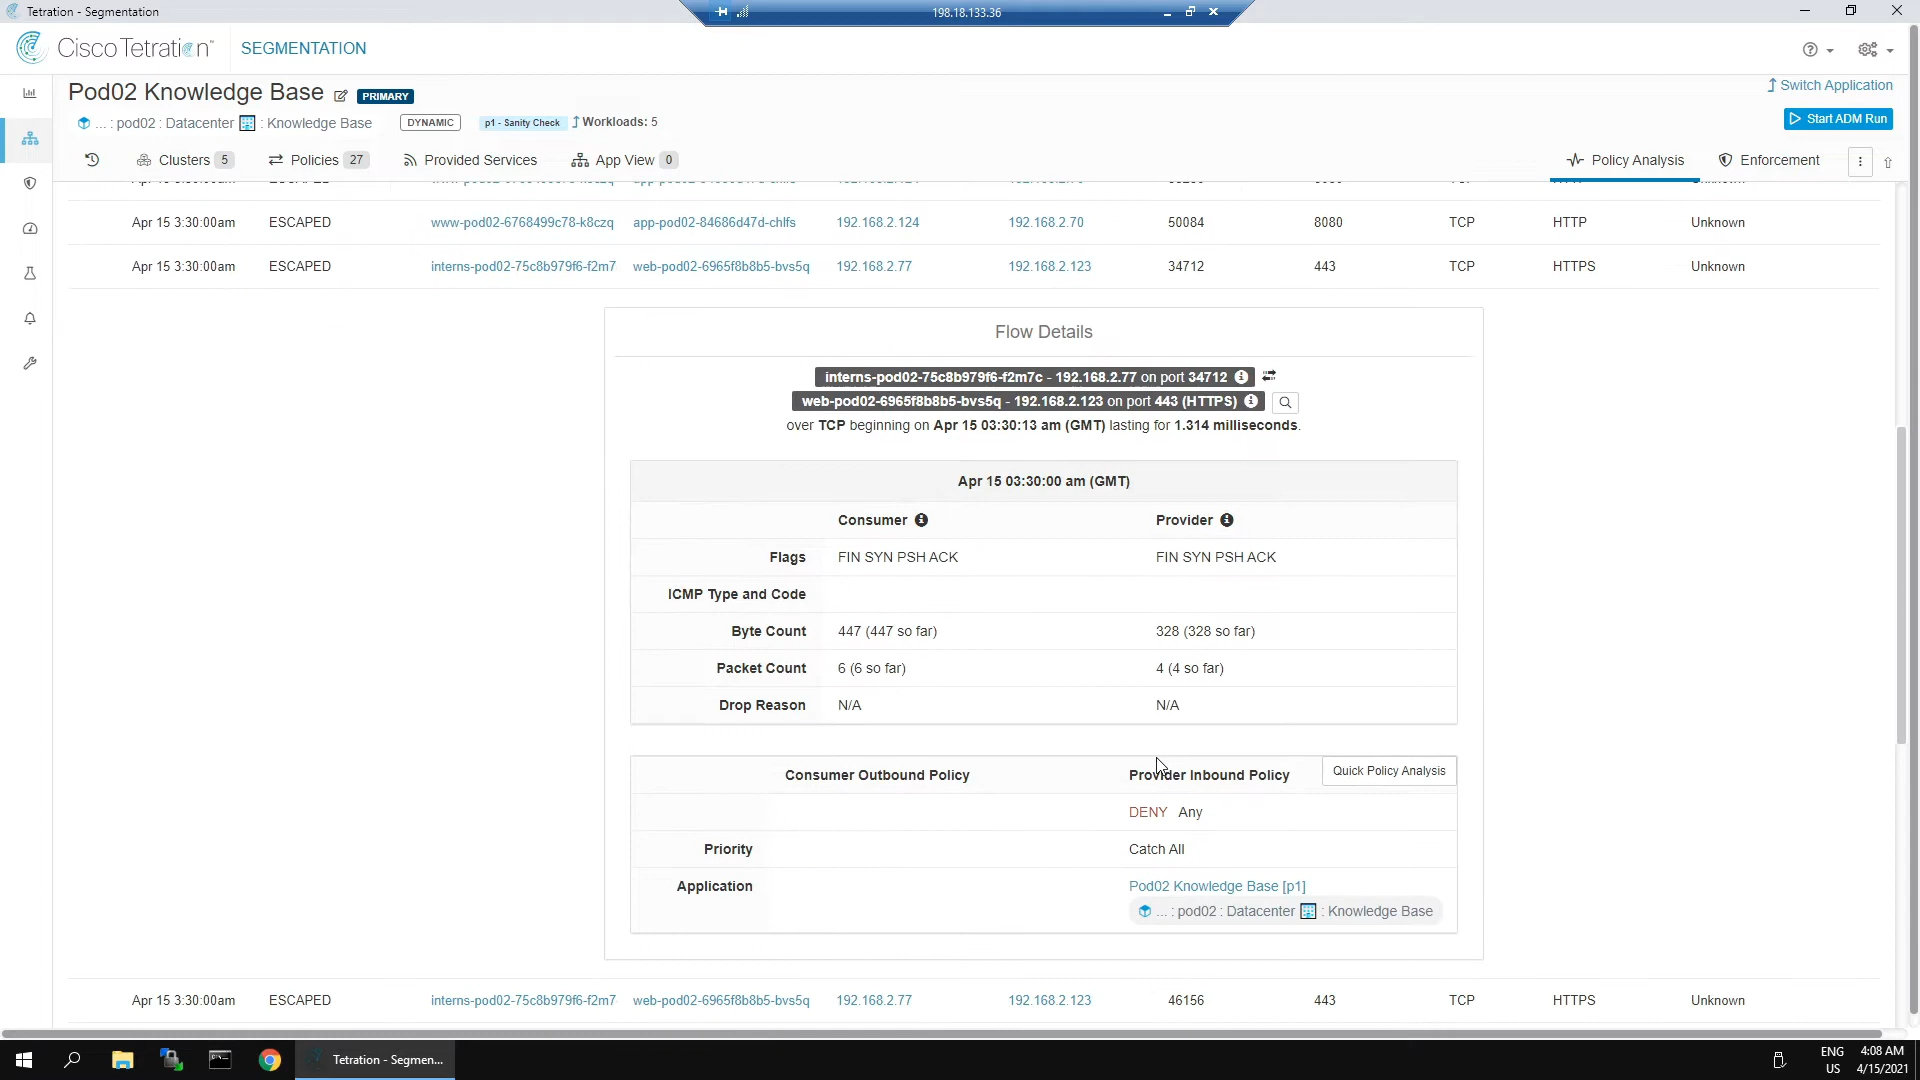 Tetration - Segmentation
198.18.133.36
Cisco Tetration™ SEGMENTATION
Pod02 Knowledge Base PRIMARY
Switch Application
... : pod02 : Datacenter : Knowledge Base DYNAMIC p1 - Sanity Check Workloads: 5
Start ADM Run
Clusters 5 Policies 27 Provided Services App View 0 Policy Analysis Enforcement
Apr 15 3:30:00am ESCAPED www-pod02-6768499c78-k8czq app-pod02-84686d47d-chlfs 192.168.2.124 192.168.2.70 50084 8080 TCP HTTP Unknown
Apr 15 3:30:00am ESCAPED interns-pod02-75c8b979f6-f2m7 web-pod02-6965f8b8b5-bvs5q 192.168.2.77 192.168.2.123 34712 443 TCP HTTPS Unknown
Flow Details
interns-pod02-75c8b979f6-f2m7c - 192.168.2.77 on port 34712
web-pod02-6965f8b8b5-bvs5q - 192.168.2.123 on port 443 (HTTPS)
over TCP beginning on Apr 15 03:30:13 am (GMT) lasting for 1.314 milliseconds.
Apr 15 03:30:00 am (GMT)
Consumer Provider
Flags FIN SYN PSH ACK FIN SYN PSH ACK
ICMP Type and Code
Byte Count 447 (447 so far) 328 (328 so far)
Packet Count 6 (6 so far) 4 (4 so far)
Drop Reason N/A N/A
Consumer Outbound Policy Provider Inbound Policy Quick Policy Analysis
DENY Any
Priority Catch All
Application Pod02 Knowledge Base [p1]
... : pod02 : Datacenter : Knowledge Base
Apr 15 3:30:00am ESCAPED interns-pod02-75c8b979f6-f2m7 web-pod02-6965f8b8b5-bvs5q 192.168.2.77 192.168.2.123 46156 443 TCP HTTPS Unknown
Tetration - Segmen...
ENG 4:08 AM
US 4/15/2021